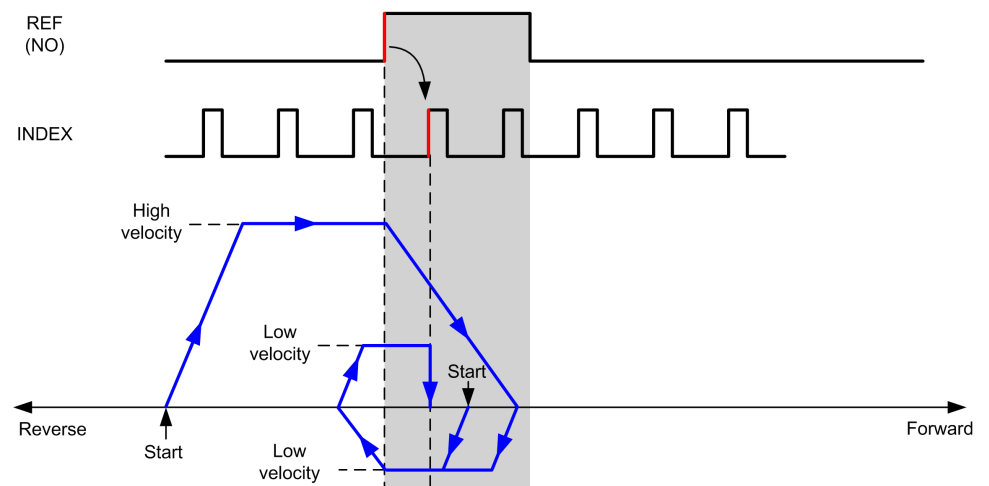 REF
(NO)
INDEX
High
velocity
Low
velocity
Start
Reverse
Forward
Start
Low
velocity